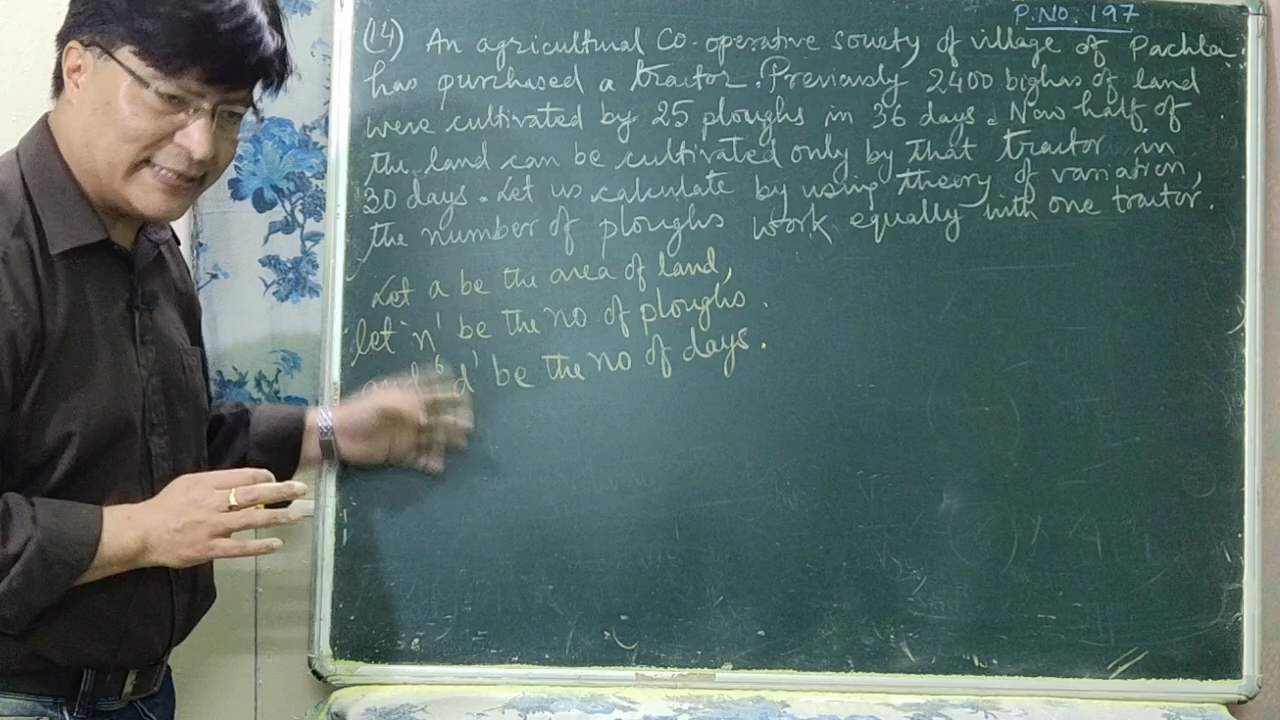 P.NO. 197
(14) An agricultural Co-operative society of village of Pachla
has purchased a tractor. Previously 2400 bighas of land
were cultivated by 25 ploughs in 36 days. Now half of
the land can be cultivated only by that tractor in
30 days. Let us calculate by using theory of variation,
the number of ploughs work equally with one tractor.
Let a be the area of land,
let 'n' be the no of ploughs.
and 'd' be the no of days.